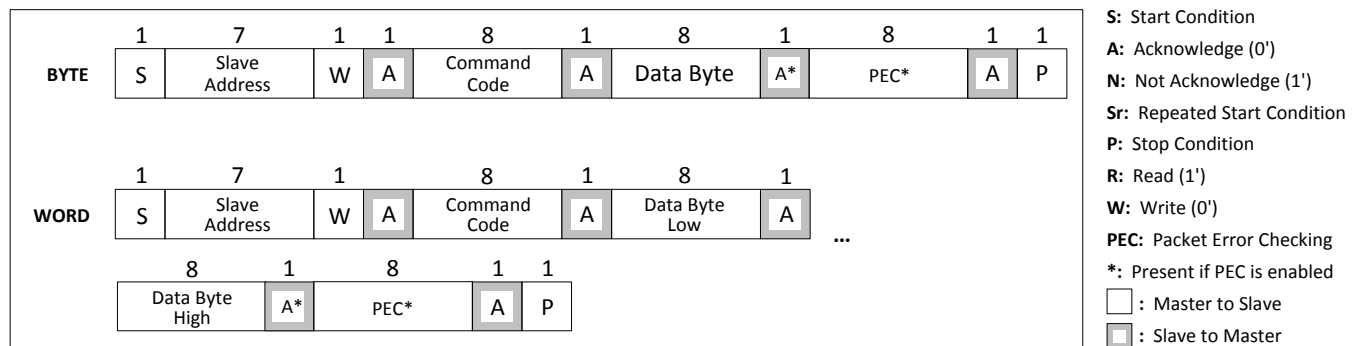 1 7 1 1 8 1 8 1 8 1 1
BYTE S Slave Address W A Command Code A Data Byte A* PEC* A P
1 7 1 8 1 8 1
WORD S Slave Address W A Command Code A Data Byte Low A ...
8 1 8 1 1
Data Byte High A* PEC* A P
S: Start Condition
A: Acknowledge (0')
N: Not Acknowledge (1')
Sr: Repeated Start Condition
P: Stop Condition
R: Read (1')
W: Write (0')
PEC: Packet Error Checking
*: Present if PEC is enabled
: Master to Slave
: Slave to Master